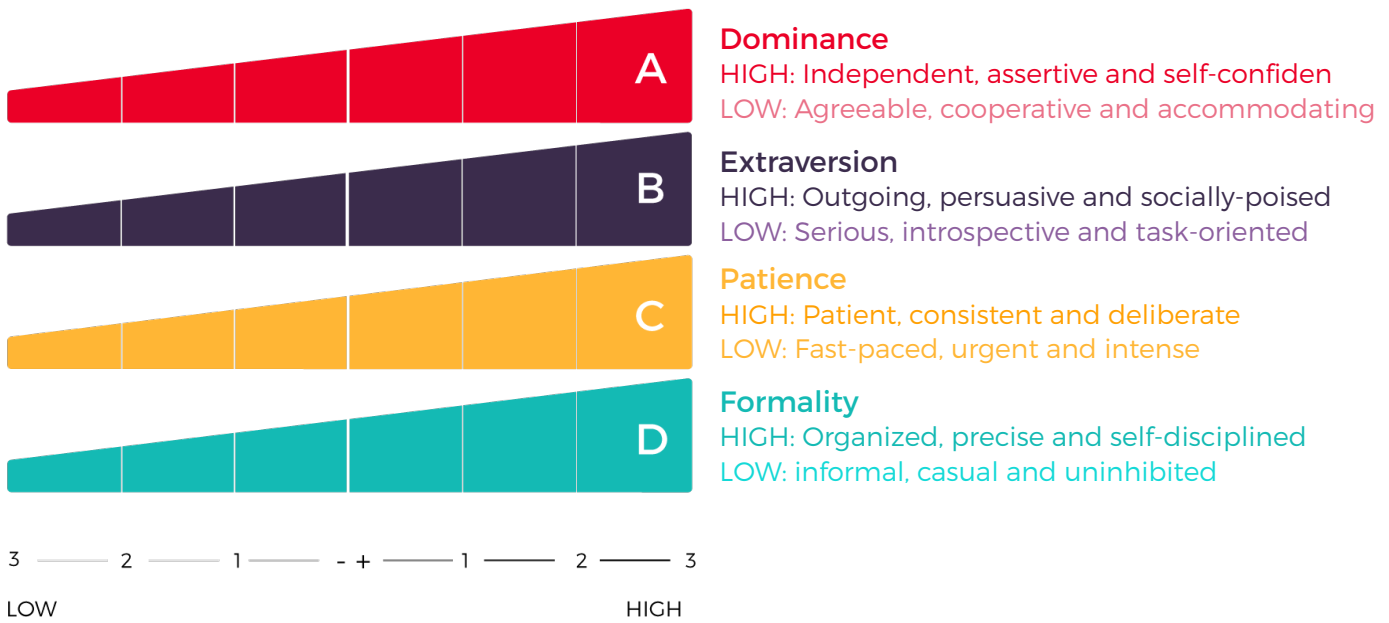 A
Dominance
HIGH: Independent, assertive and self-confiden
LOW: Agreeable, cooperative and accommodating
B
Extraversion
HIGH: Outgoing, persuasive and socially-poised
LOW: Serious, introspective and task-oriented
C
Patience
HIGH: Patient, consistent and deliberate
LOW: Fast-paced, urgent and intense
D
Formality
HIGH: Organized, precise and self-disciplined
LOW: informal, casual and uninhibited
3 2 1 - + 1 2 3
LOW HIGH